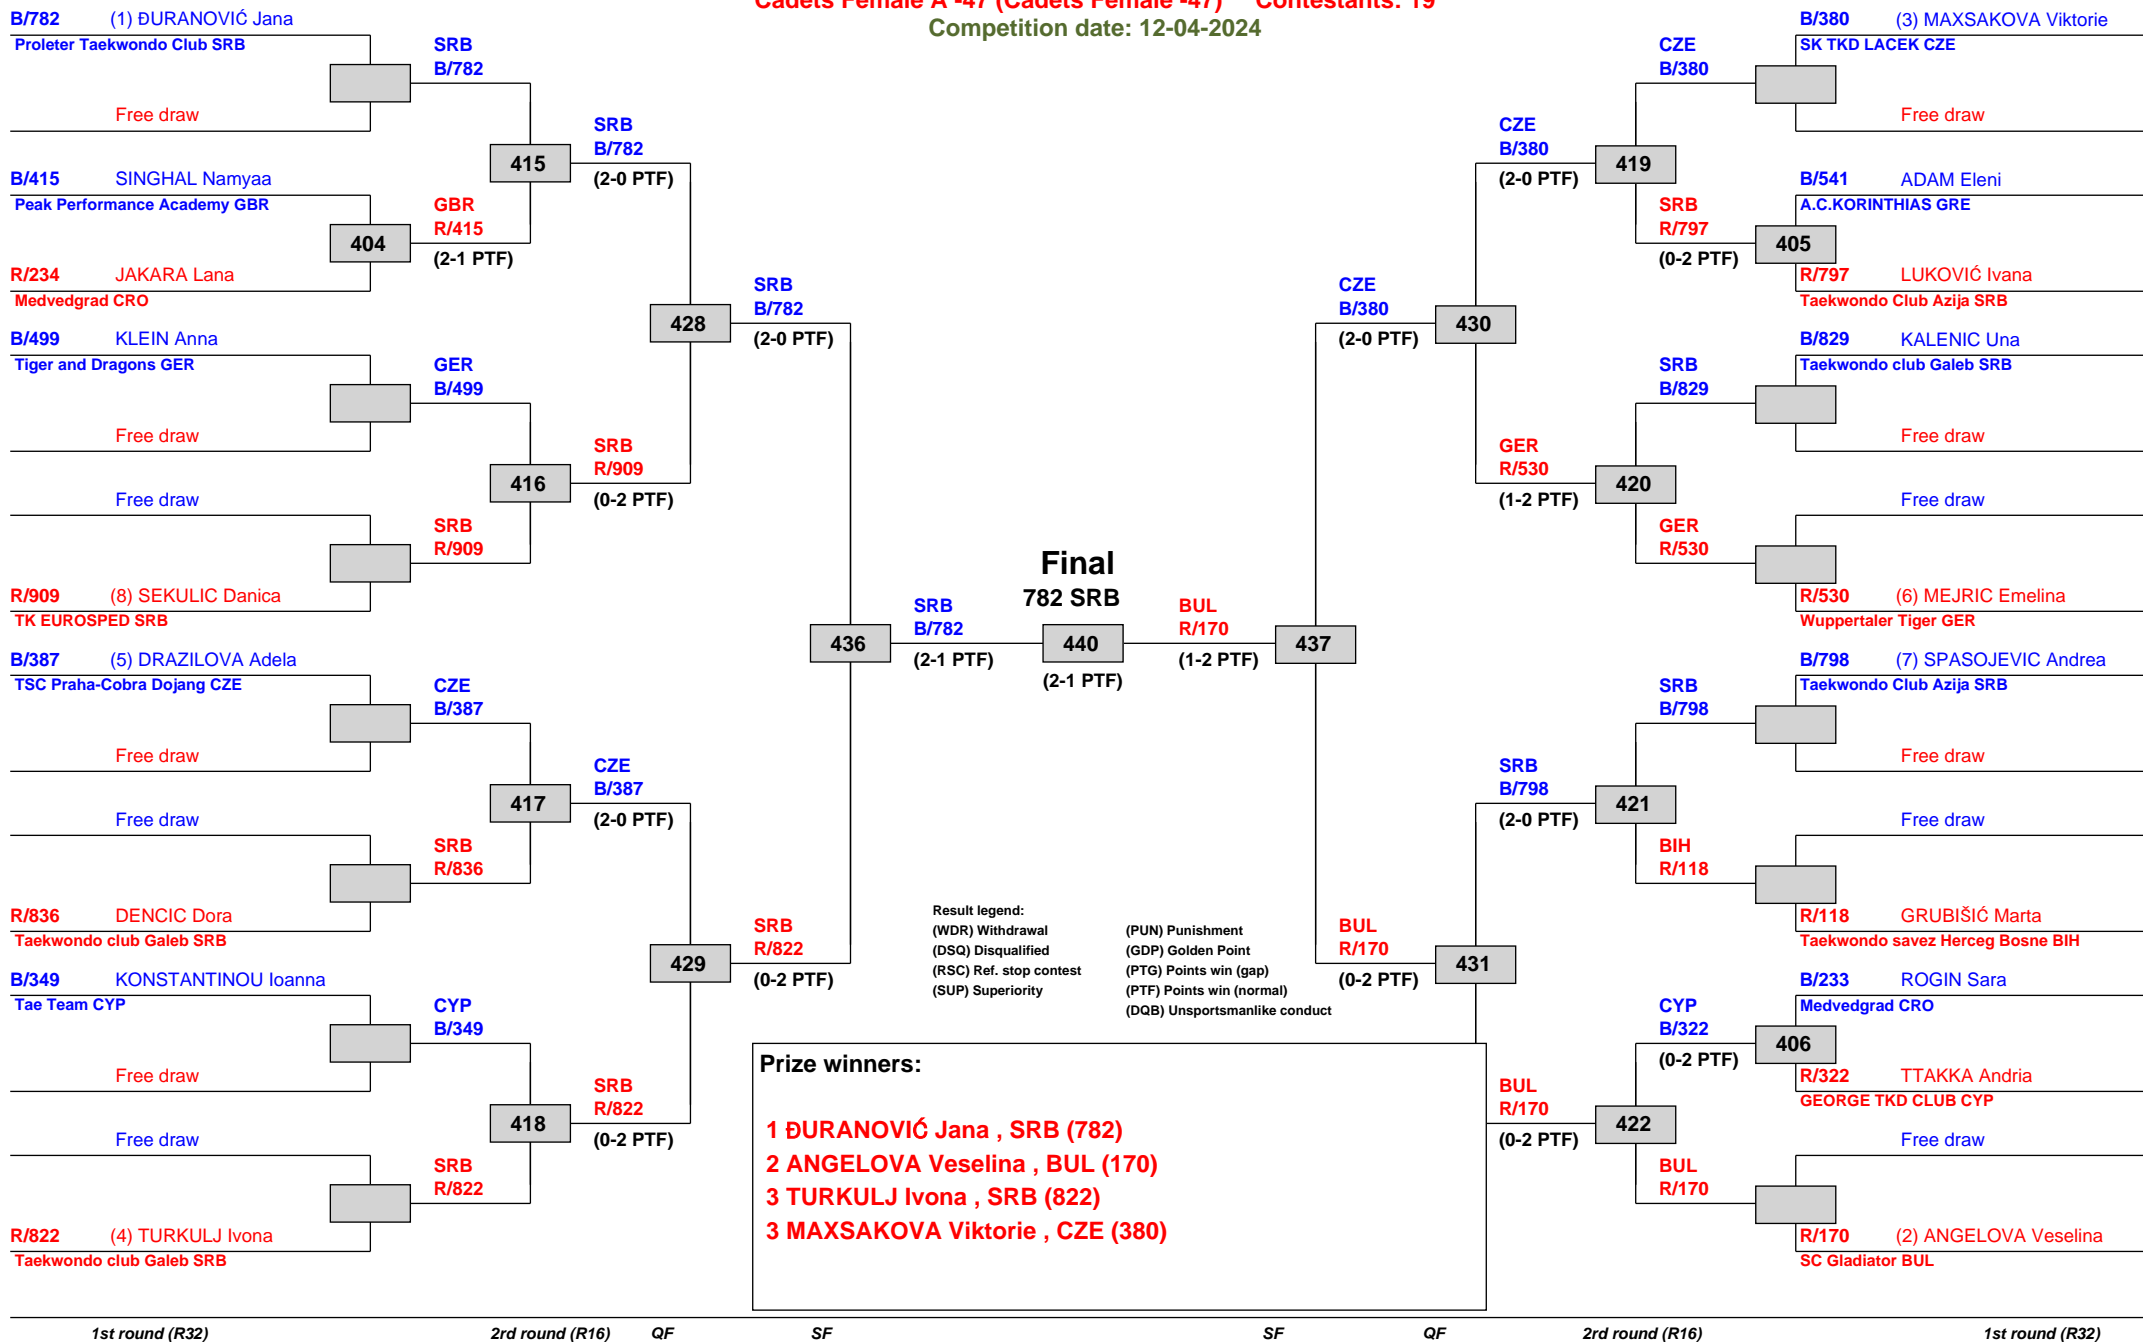 Cadets Female A -47 (Cadets Female -47) Contestants: 19
Competition date: 12-04-2024
B/782 (1) ĐURANOVIĆ Jana
Proleter Taekwondo Club SRB
Free draw
B/415 SINGHAL Namyaa
Peak Performance Academy GBR
R/234 JAKARA Lana
Medvedgrad CRO
B/499 KLEIN Anna
Tiger and Dragons GER
Free draw
Free draw
R/909 (8) SEKULIC Danica
TK EUROSPED SRB
B/387 (5) DRAZILOVA Adela
TSC Praha-Cobra Dojang CZE
Free draw
Free draw
R/836 DENCIC Dora
Taekwondo club Galeb SRB
B/349 KONSTANTINOU Ioanna
Tae Team CYP
Free draw
Free draw
R/822 (4) TURKULJ Ivona
Taekwondo club Galeb SRB
404
SRB
B/782
GBR
R/415
(2-1 PTF)
GER
B/499
SRB
R/909
CZE
B/387
SRB
R/836
CYP
B/349
SRB
R/822
415
416
417
418
SRB
B/782
(2-0 PTF)
SRB
R/909
(0-2 PTF)
CZE
B/387
(2-0 PTF)
SRB
R/822
(0-2 PTF)
428
429
SRB
B/782
(2-0 PTF)
SRB
R/822
(0-2 PTF)
436
SRB
B/782
(2-1 PTF)
Final
782 SRB
440
(2-1 PTF)
BUL
R/170
(1-2 PTF)
437
CZE
B/380
(2-0 PTF)
BUL
R/170
(0-2 PTF)
430
431
CZE
B/380
(2-0 PTF)
GER
R/530
(1-2 PTF)
SRB
B/798
(2-0 PTF)
BUL
R/170
(0-2 PTF)
419
420
421
422
CZE
B/380
SRB
R/797
(0-2 PTF)
SRB
B/829
GER
R/530
SRB
B/798
BIH
R/118
CYP
B/322
(0-2 PTF)
BUL
R/170
405
406
B/380 (3) MAXSAKOVA Viktorie
SK TKD LACEK CZE
Free draw
B/541 ADAM Eleni
A.C.KORINTHIAS GRE
R/797 LUKOVIĆ Ivana
Taekwondo Club Azija SRB
B/829 KALENIC Una
Taekwondo club Galeb SRB
Free draw
Free draw
R/530 (6) MEJRIC Emelina
Wuppertaler Tiger GER
B/798 (7) SPASOJEVIC Andrea
Taekwondo Club Azija SRB
Free draw
Free draw
R/118 GRUBIŠIĆ Marta
Taekwondo savez Herceg Bosne BIH
B/233 ROGIN Sara
Medvedgrad CRO
R/322 TTAKKA Andria
GEORGE TKD CLUB CYP
Free draw
R/170 (2) ANGELOVA Veselina
SC Gladiator BUL
Result legend:
(WDR) Withdrawal (PUN) Punishment
(DSQ) Disqualified (GDP) Golden Point
(RSC) Ref. stop contest (PTG) Points win (gap)
(SUP) Superiority (PTF) Points win (normal)
(DQB) Unsportsmanlike conduct
Prize winners:
1 ĐURANOVIĆ Jana , SRB (782)
2 ANGELOVA Veselina , BUL (170)
3 TURKULJ Ivona , SRB (822)
3 MAXSAKOVA Viktorie , CZE (380)
1st round (R32) 2rd round (R16) QF SF SF QF 2rd round (R16) 1st round (R32)